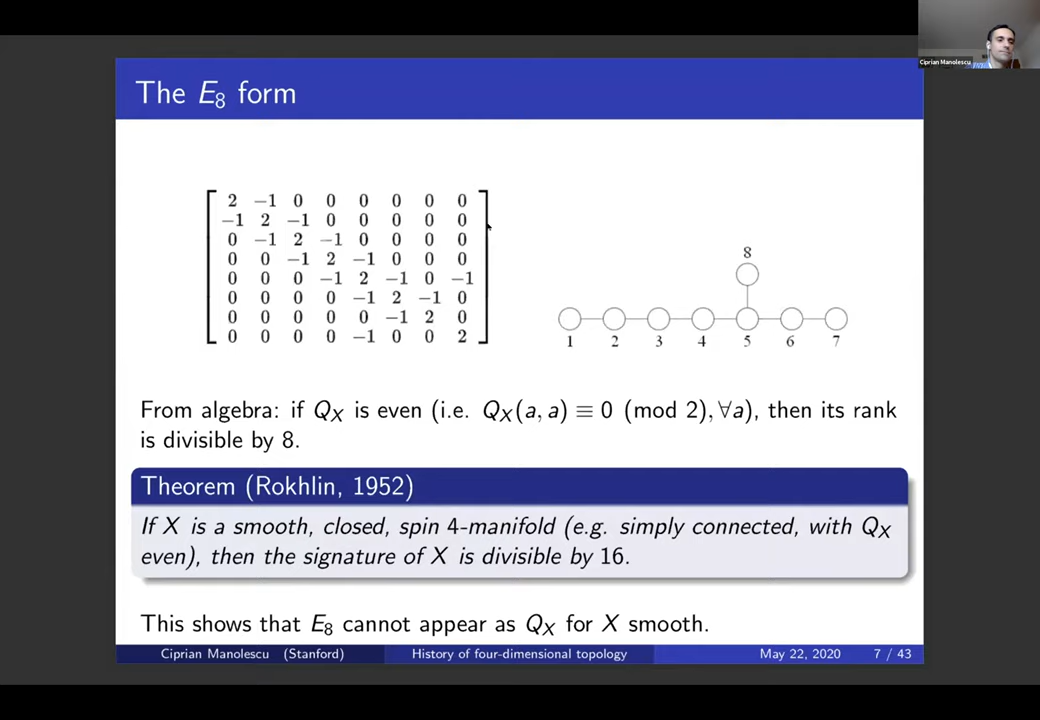 Ciprian Manolescu
The E₈ form
2 −1 0 0 0 0 0 0
−1 2 −1 0 0 0 0 0
0 −1 2 −1 0 0 0 0
0 0 −1 2 −1 0 0 0
0 0 0 −1 2 −1 0 −1
0 0 0 0 −1 2 −1 0
0 0 0 0 0 −1 2 0
0 0 0 0 −1 0 0 2
8
1 2 3 4 5 6 7
From algebra: if Q_X is even (i.e. Q_X(a, a) ≡ 0 (mod 2), ∀a), then its rank
is divisible by 8.
Theorem (Rokhlin, 1952)
If X is a smooth, closed, spin 4-manifold (e.g. simply connected, with Q_X
even), then the signature of X is divisible by 16.
This shows that E₈ cannot appear as Q_X for X smooth.
Ciprian Manolescu (Stanford) History of four-dimensional topology May 22, 2020 7 / 43